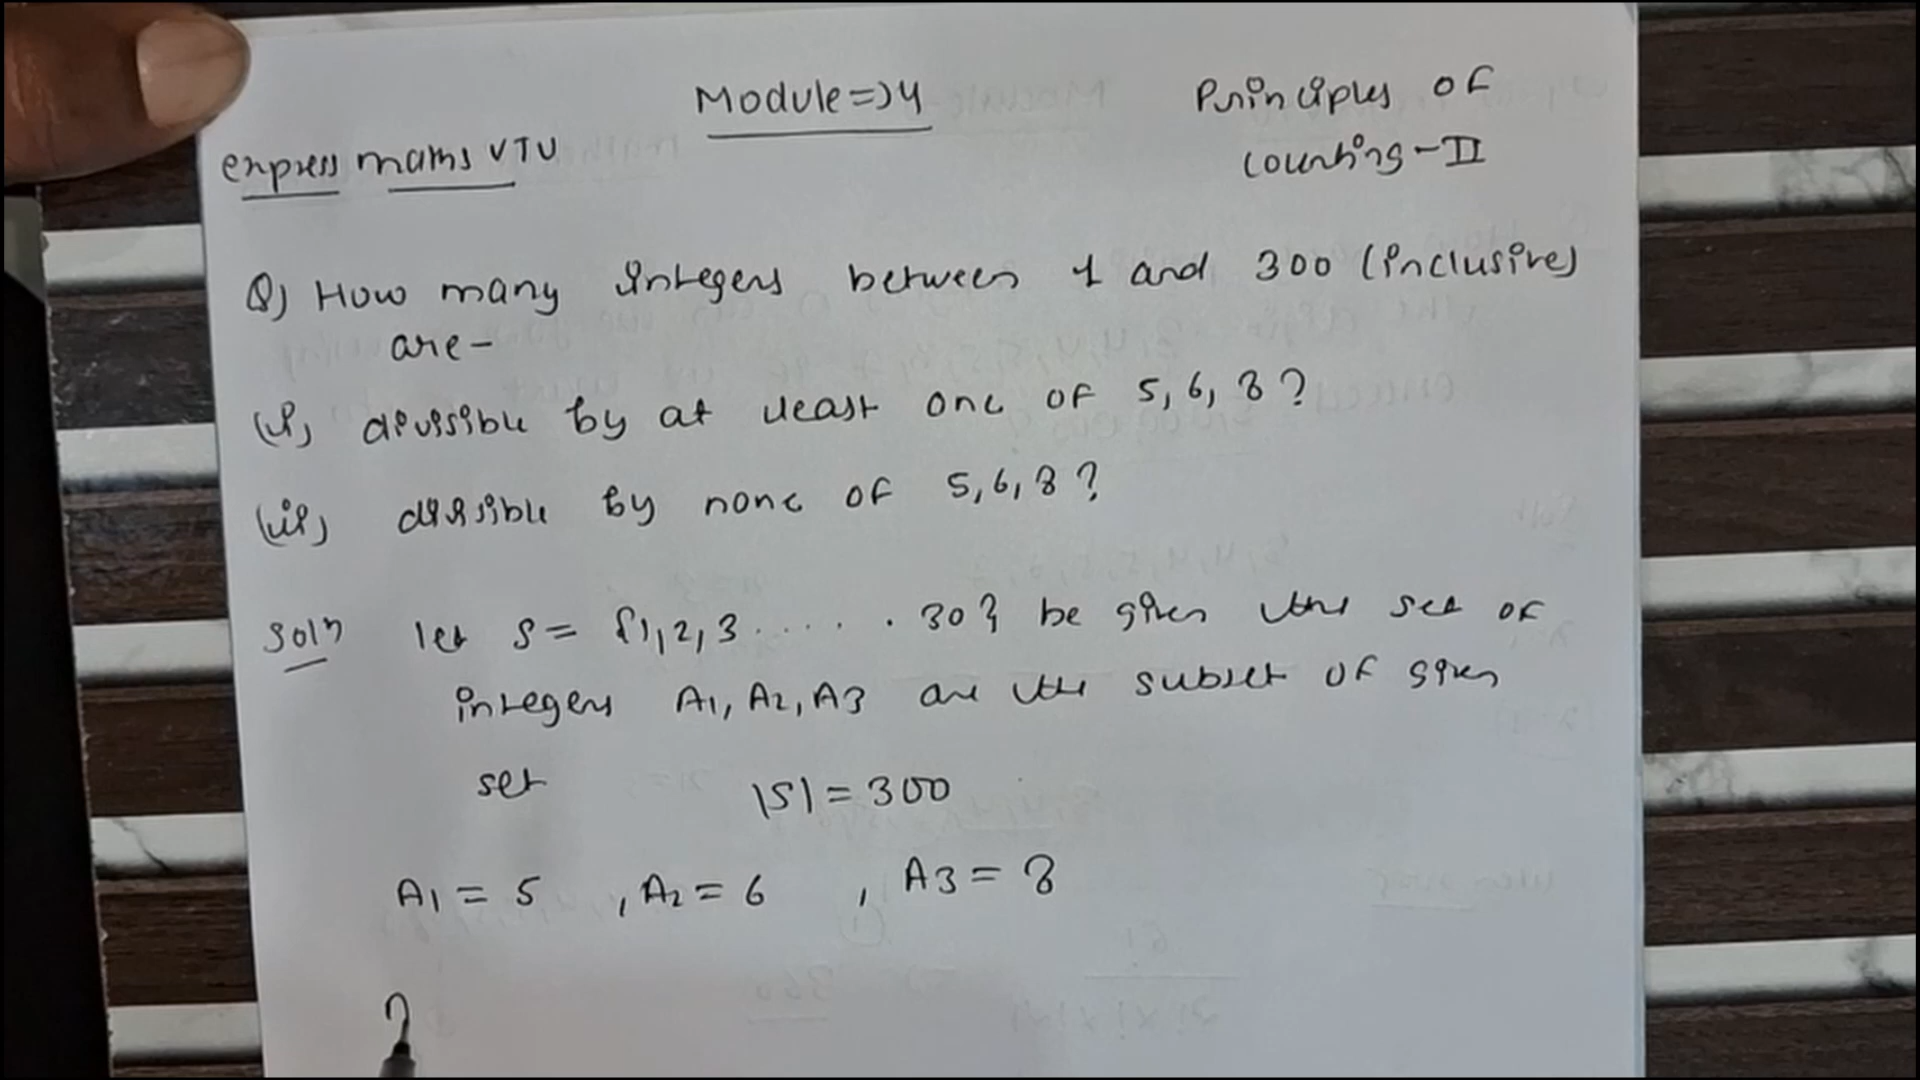 Module=>4
Principles of
counting-II
express maths VTU
Q) How many integers between 1 and 300 (inclusive)
are-
(i) divisible by at least one of 5, 6, 8?
(ii) divisible by none of 5, 6, 8?
Soln let S = {1, 2, 3 ...... 30} be given the set of
integers A1, A2, A3 are the subset of given
set |S| = 300
A1 = 5 , A2 = 6 , A3 = 8